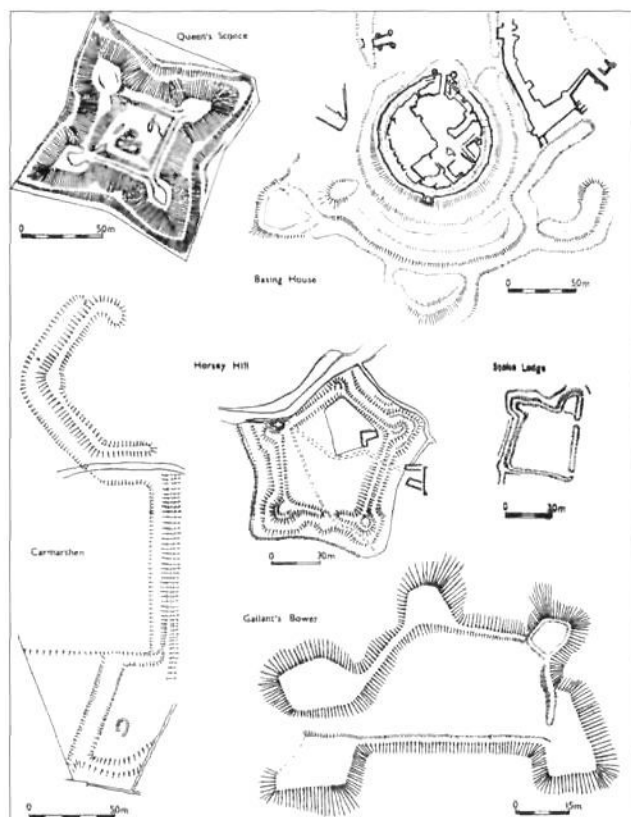 Queen's Sconce
0 50m
Basing House
0 50m
Horsey Hill
0 30m
Stoke Lodge
0 30m
Carmarthen
0 50m
Gallant's Bower
0 15m